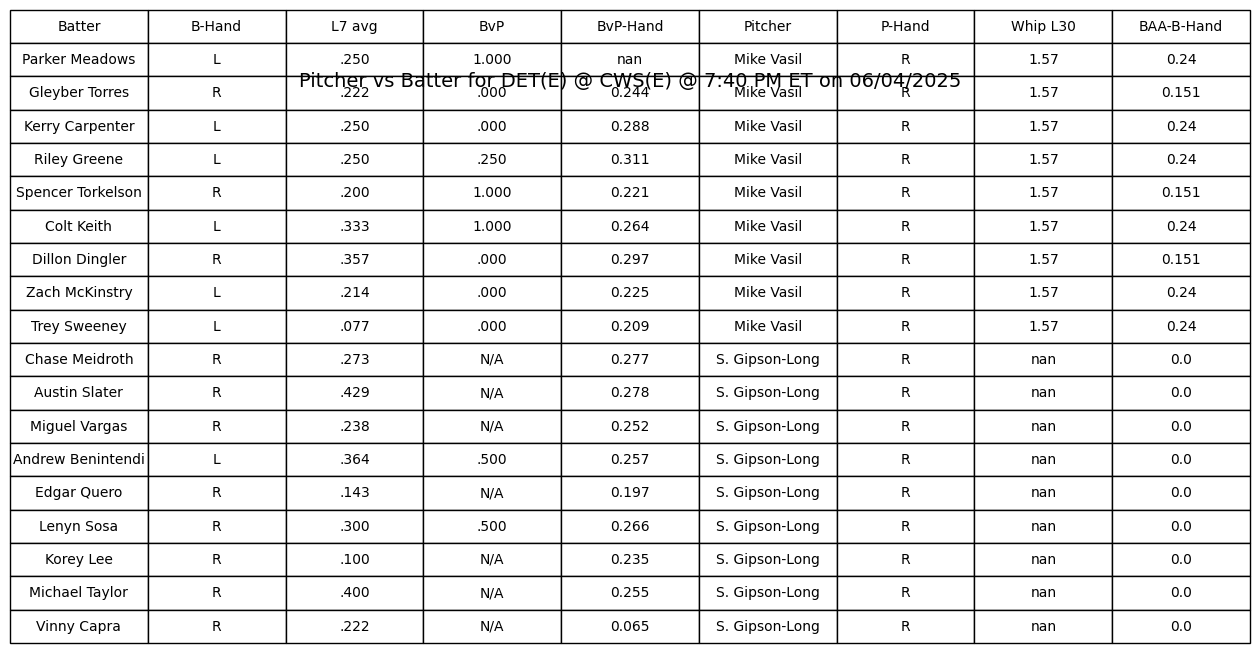 Batter B-Hand L7 avg BvP BvP-Hand Pitcher P-Hand Whip L30 BAA-B-Hand
Parker Meadows L .250 1.000 nan Mike Vasil R 1.57 0.24
Pitcher vs Batter for DET(E) @ CWS(E) @ 7:40 PM ET on 06/04/2025
Gleyber Torres R .222 .000 0.244 Mike Vasil R 1.57 0.151
Kerry Carpenter L .250 .000 0.288 Mike Vasil R 1.57 0.24
Riley Greene L .250 .250 0.311 Mike Vasil R 1.57 0.24
Spencer Torkelson R .200 1.000 0.221 Mike Vasil R 1.57 0.151
Colt Keith L .333 1.000 0.264 Mike Vasil R 1.57 0.24
Dillon Dingler R .357 .000 0.297 Mike Vasil R 1.57 0.151
Zach McKinstry L .214 .000 0.225 Mike Vasil R 1.57 0.24
Trey Sweeney L .077 .000 0.209 Mike Vasil R 1.57 0.24
Chase Meidroth R .273 N/A 0.277 S. Gipson-Long R nan 0.0
Austin Slater R .429 N/A 0.278 S. Gipson-Long R nan 0.0
Miguel Vargas R .238 N/A 0.252 S. Gipson-Long R nan 0.0
Andrew Benintendi L .364 .500 0.257 S. Gipson-Long R nan 0.0
Edgar Quero R .143 N/A 0.197 S. Gipson-Long R nan 0.0
Lenyn Sosa R .300 .500 0.266 S. Gipson-Long R nan 0.0
Korey Lee R .100 N/A 0.235 S. Gipson-Long R nan 0.0
Michael Taylor R .400 N/A 0.255 S. Gipson-Long R nan 0.0
Vinny Capra R .222 N/A 0.065 S. Gipson-Long R nan 0.0